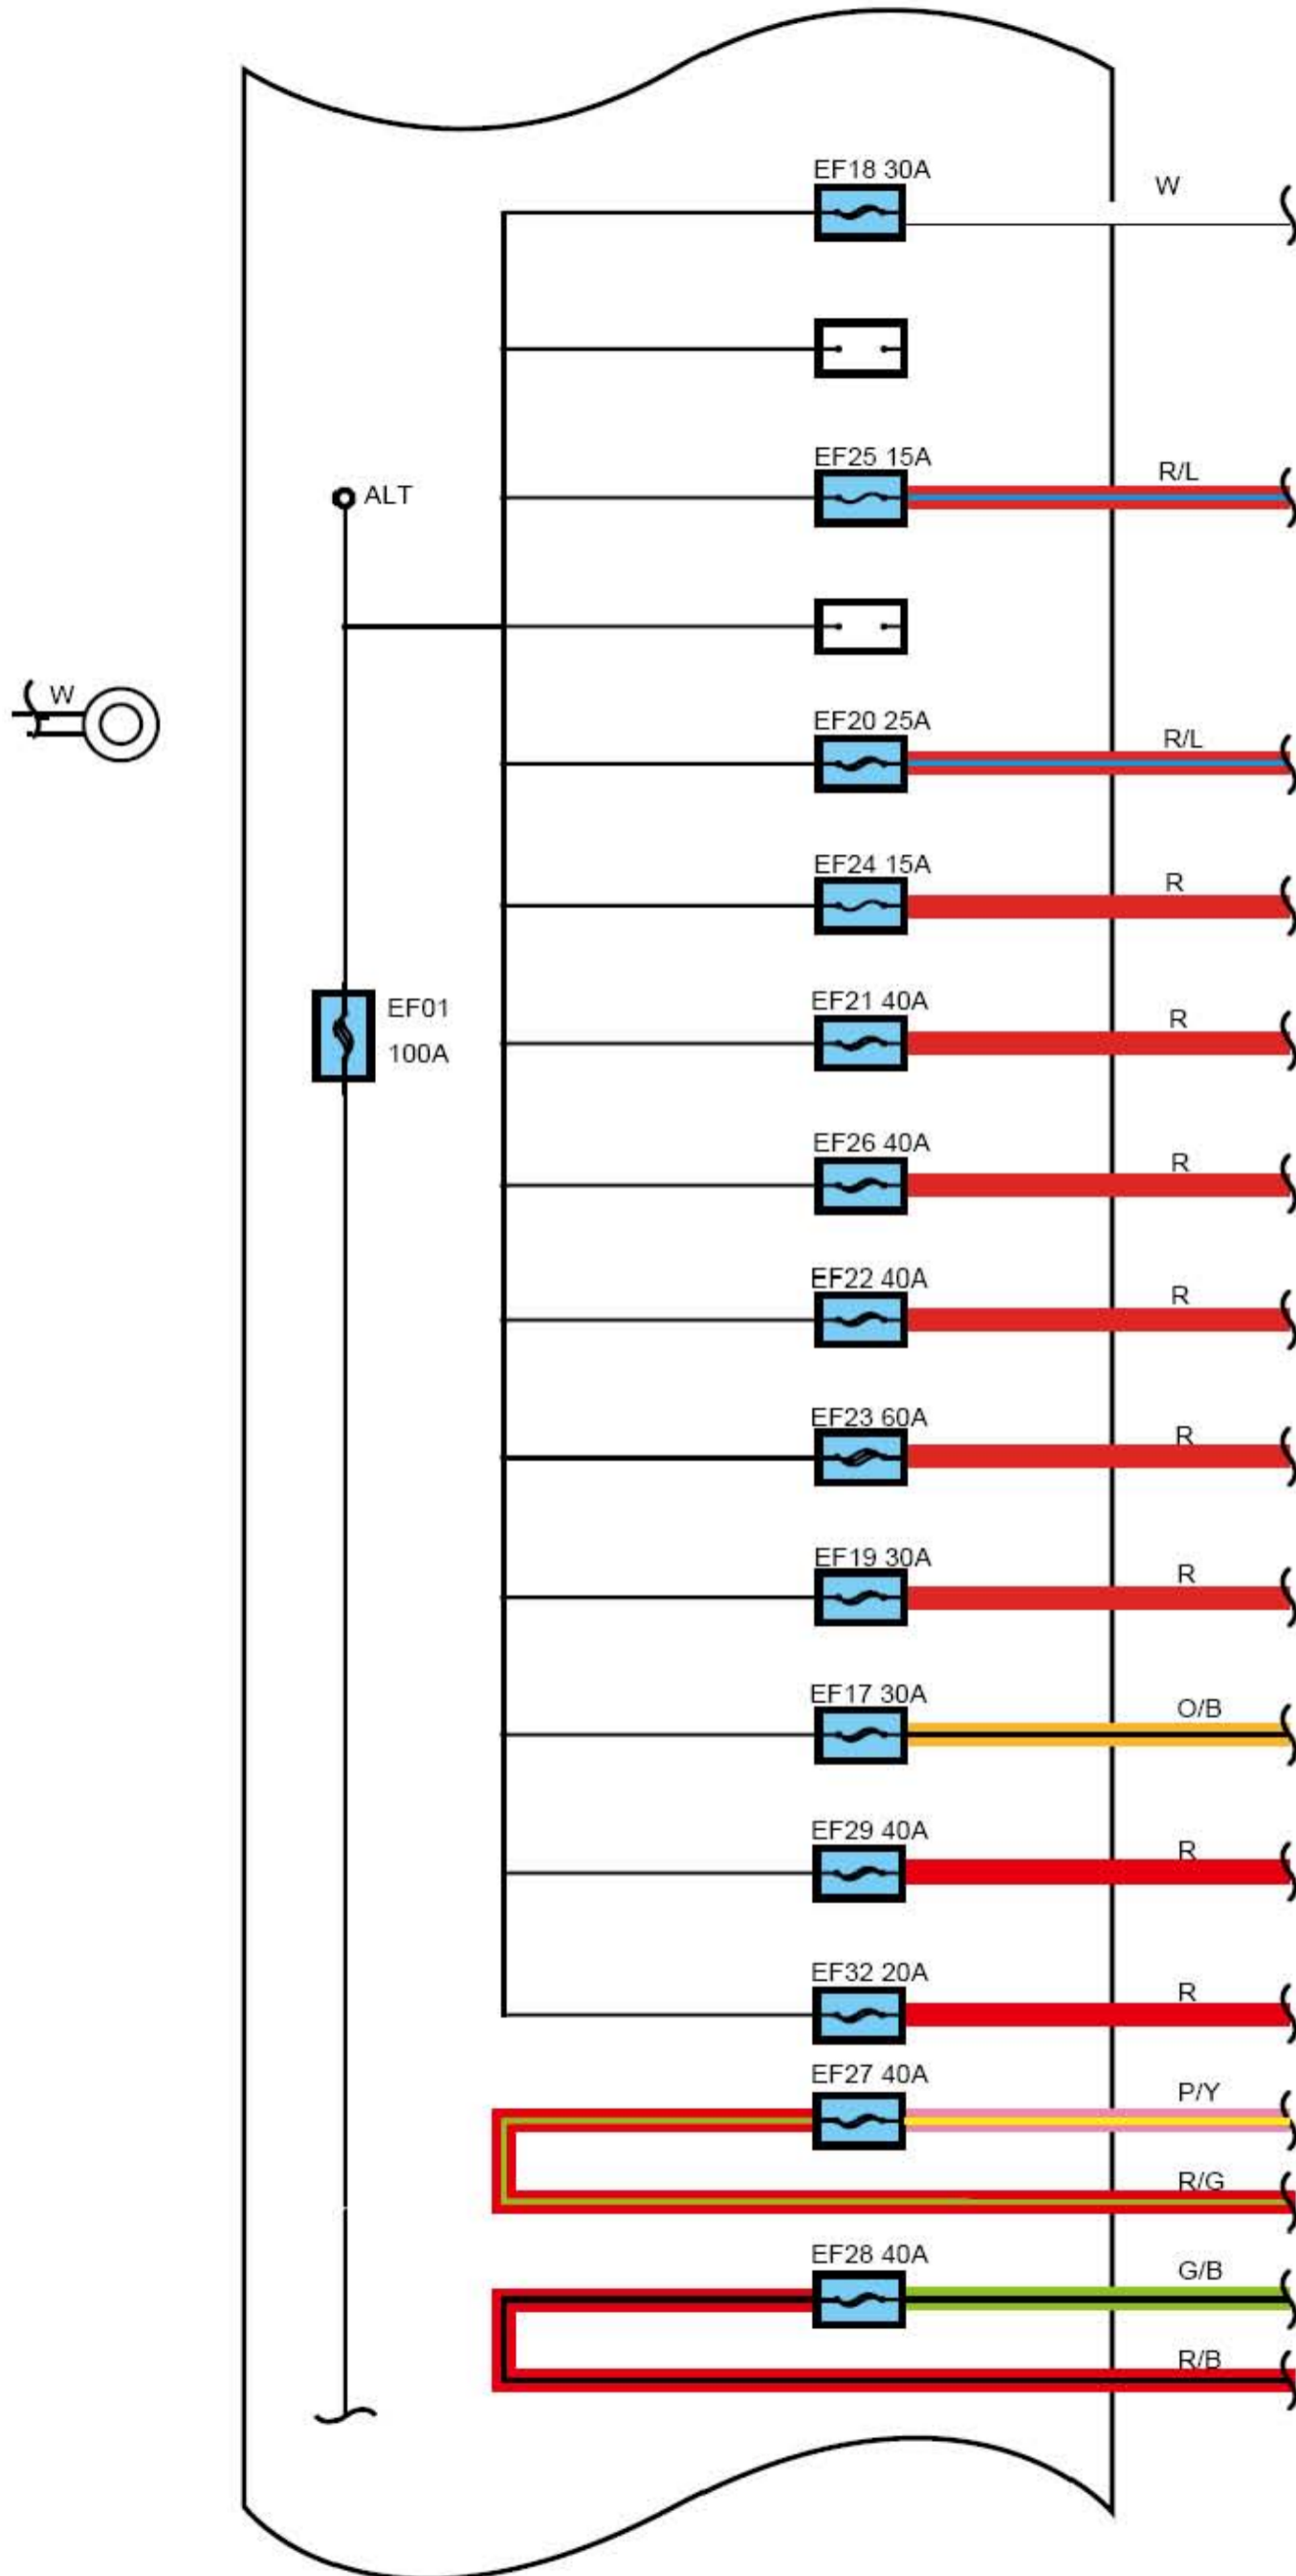 EF18 30A
W
EF25 15A
R/L
ALT
W
EF20 25A
R/L
EF24 15A
R
EF01
100A
EF21 40A
R
EF26 40A
R
EF22 40A
R
EF23 60A
R
EF19 30A
R
EF17 30A
O/B
EF29 40A
R
EF32 20A
R
EF27 40A
P/Y
R/G
EF28 40A
G/B
R/B